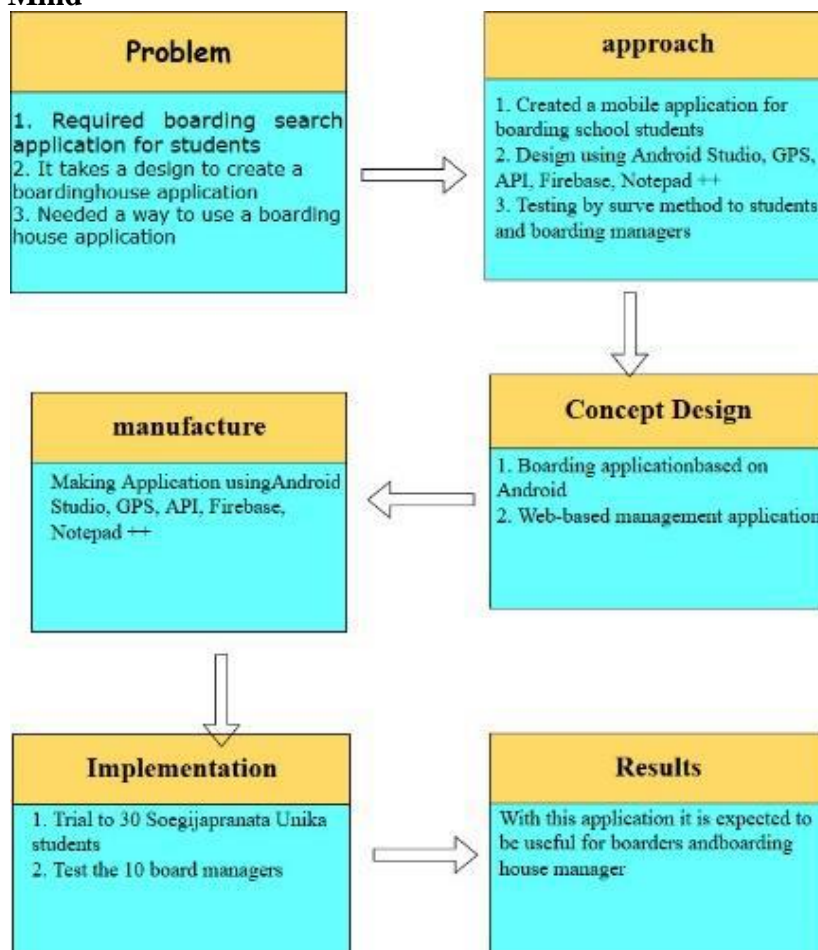 Problem
1. Required boarding search
application for students
2. It takes a design to create a
boardinghouse application
3. Needed a way to use a boarding
house application
approach
1. Created a mobile application for
boarding school students
2. Design using Android Studio, GPS,
API, Firebase, Notepad ++
3. Testing by surve method to students
and boarding managers
Concept Design
1. Boarding applicationbased on
Android
2. Web-based management application
manufacture
Making Application usingAndroid
Studio, GPS, API, Firebase,
Notepad ++
Implementation
1. Trial to 30 Soegijapranata Unika
students
2. Test the 10 board managers
Results
With this application it is expected to
be useful for boarders andboarding
house manager